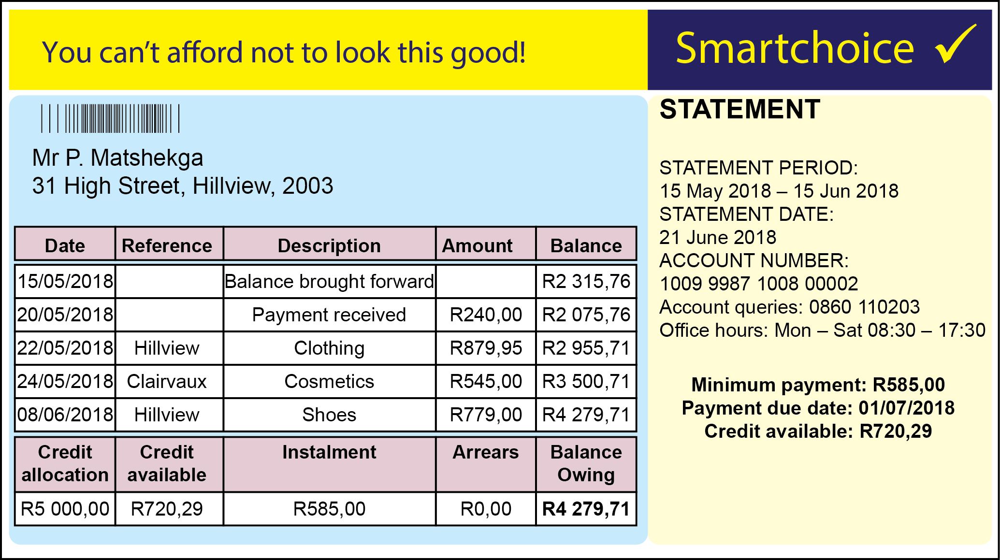 You can't afford not to look this good!
Smartchoice
Mr P. Matshekga
31 High Street, Hillview, 2003
Date Reference Description Amount Balance
15/05/2018 Balance brought forward R2 315,76
20/05/2018 Payment received R240,00 R2 075,76
22/05/2018 Hillview Clothing R879,95 R2 955,71
24/05/2018 Clairvaux Cosmetics R545,00 R3 500,71
08/06/2018 Hillview Shoes R779,00 R4 279,71
Credit allocation Credit available Instalment Arrears Balance Owing
R5 000,00 R720,29 R585,00 R0,00 R4 279,71
STATEMENT
STATEMENT PERIOD:
15 May 2018 – 15 Jun 2018
STATEMENT DATE:
21 June 2018
ACCOUNT NUMBER:
1009 9987 1008 00002
Account queries: 0860 110203
Office hours: Mon – Sat 08:30 – 17:30
Minimum payment: R585,00
Payment due date: 01/07/2018
Credit available: R720,29